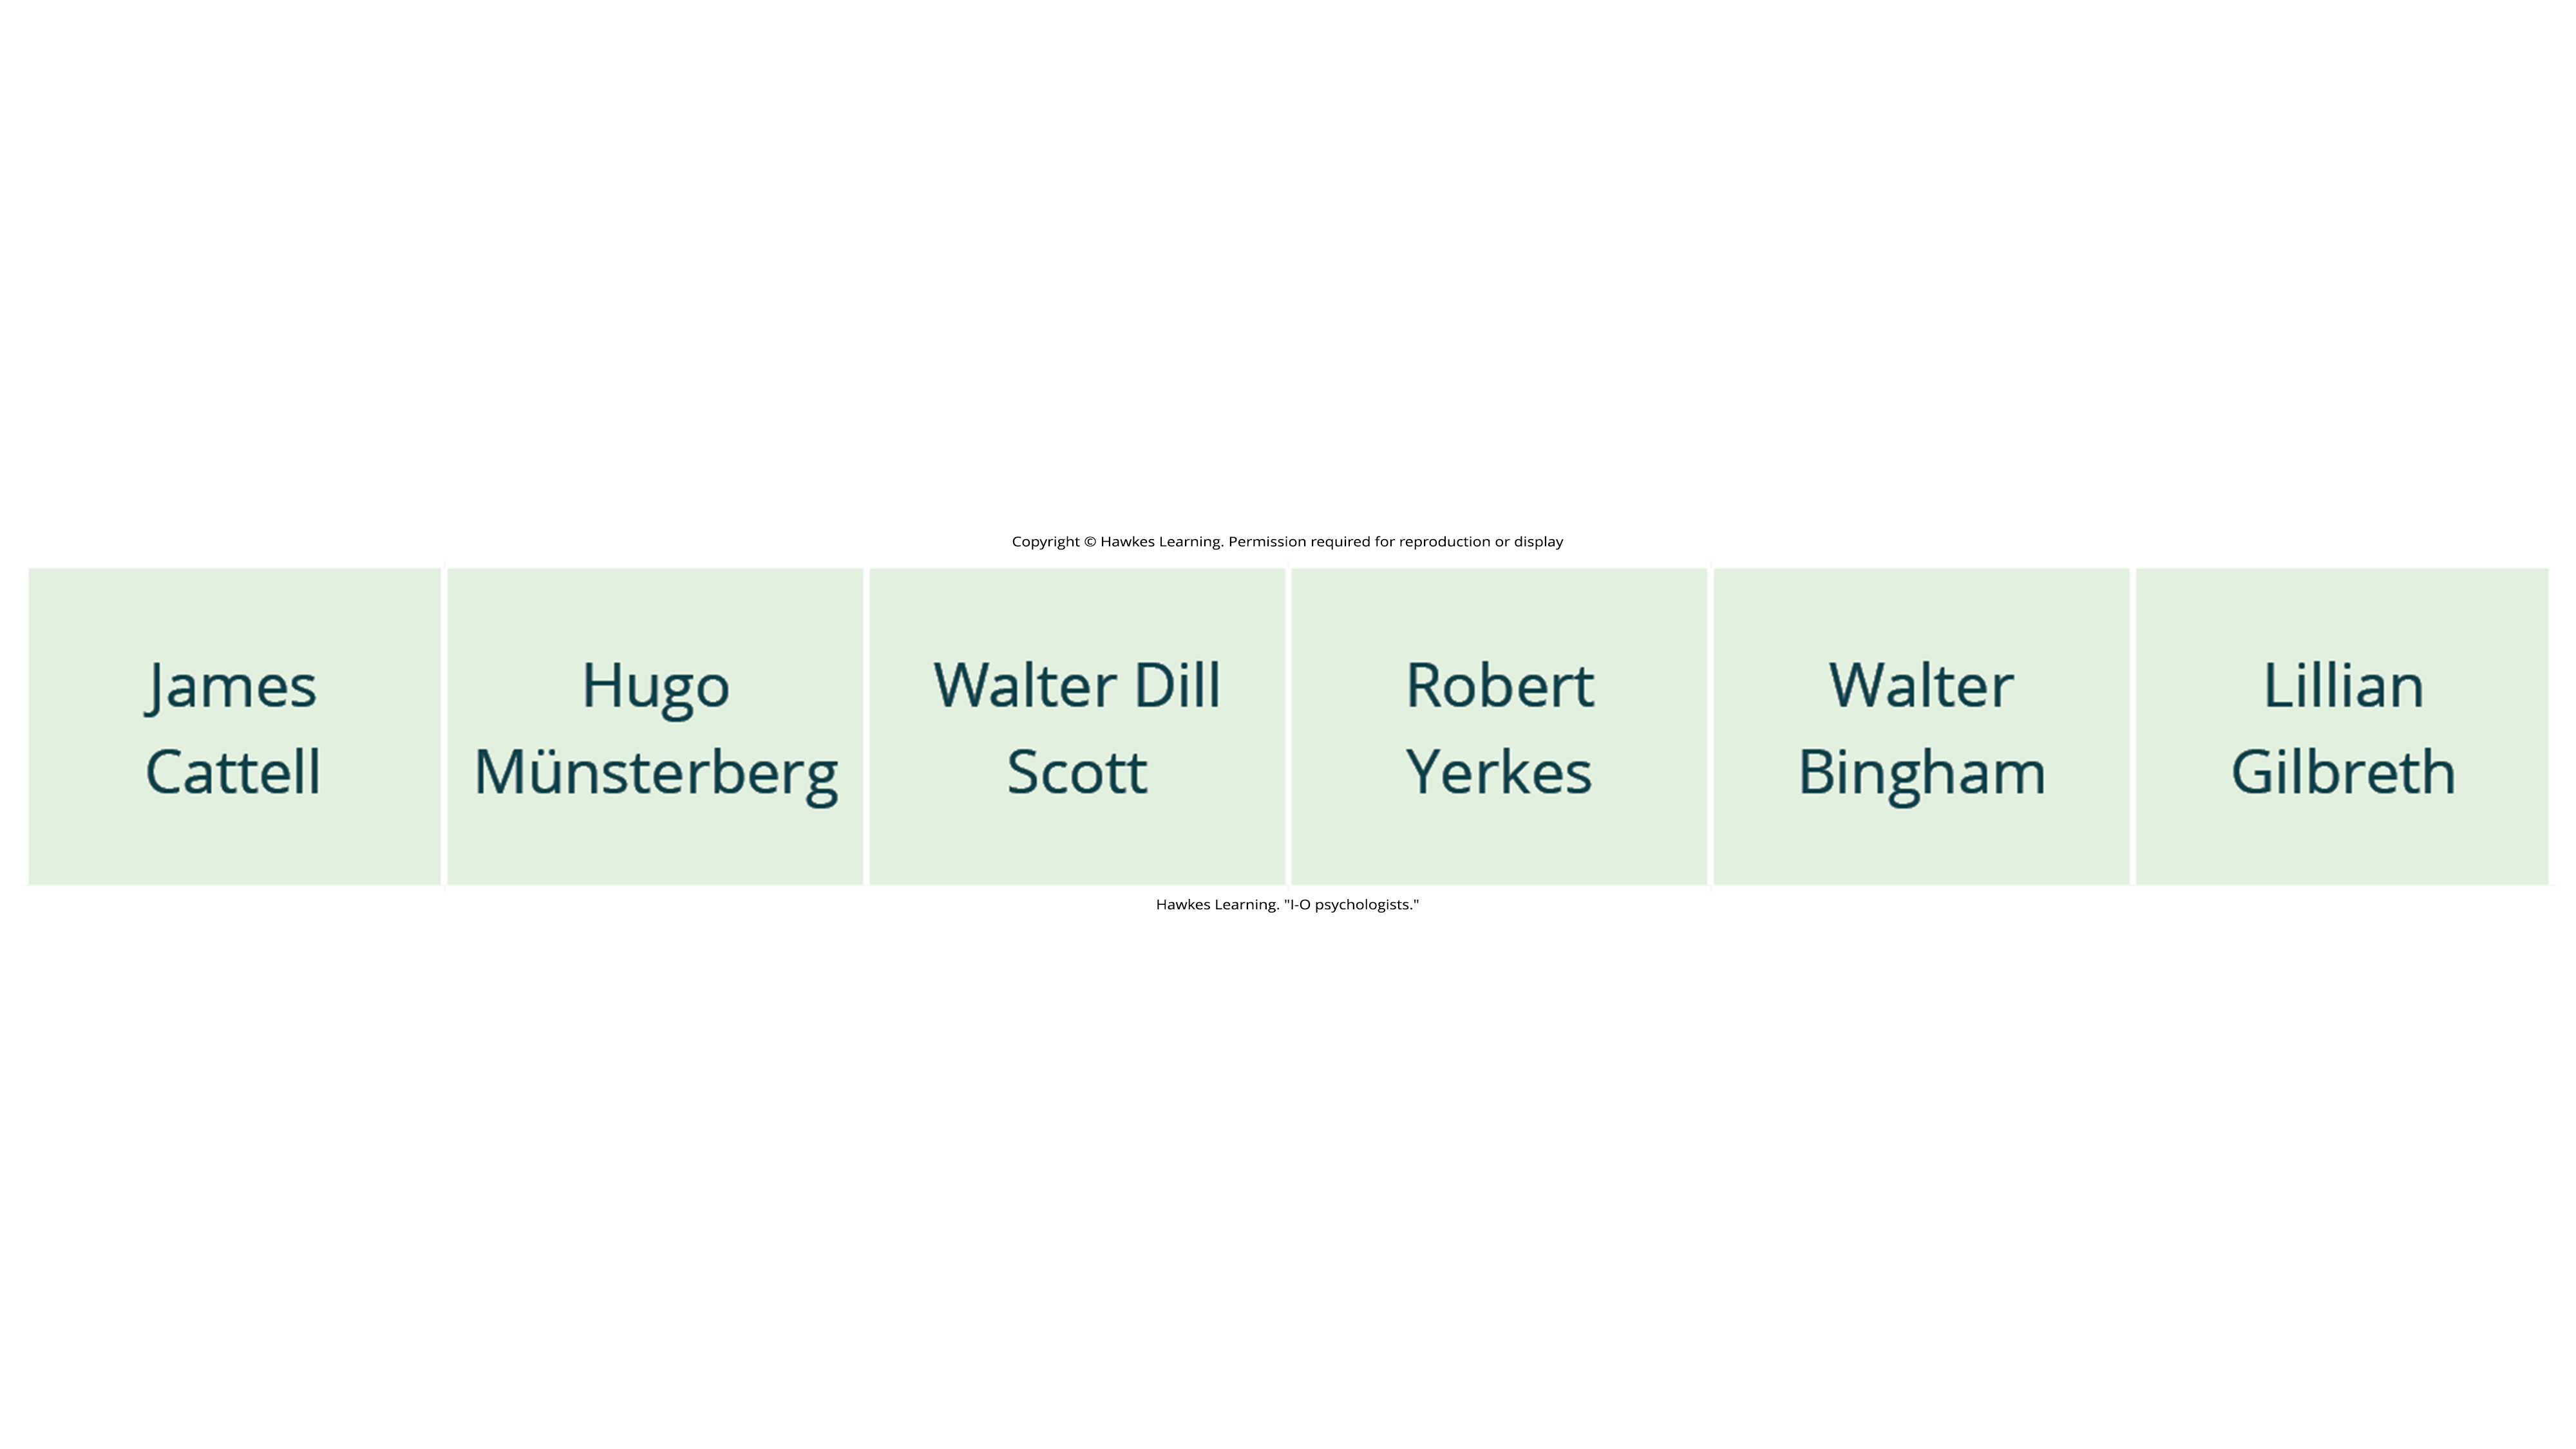 Copyright © Hawkes Learning. Permission required for reproduction or display
James
Cattell
Hugo
Münsterberg
Walter Dill
Scott
Robert
Yerkes
Walter
Bingham
Lillian
Gilbreth
Hawkes Learning. "I-O psychologists."